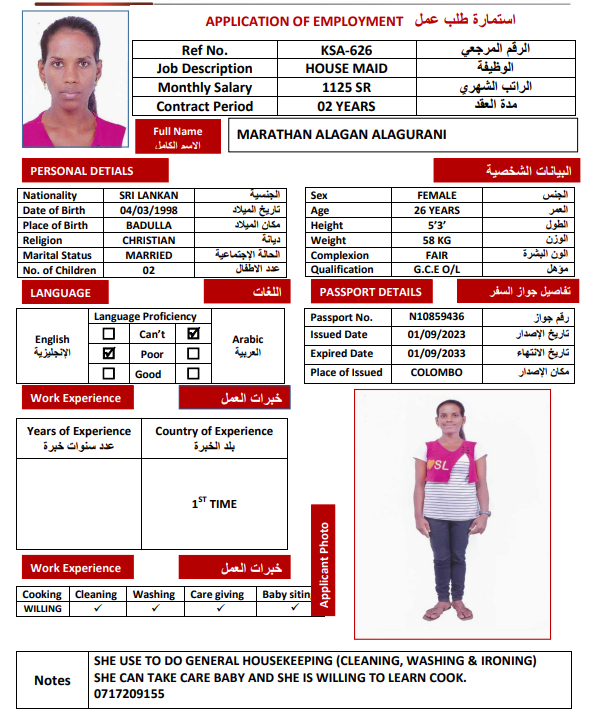 APPLICATION OF EMPLOYMENT استمارة طلب عمل
Ref No. KSA-626 الرقم المرجعي
Job Description HOUSE MAID الوظيفة
Monthly Salary 1125 SR الراتب الشهري
Contract Period 02 YEARS مدة العقد
Full Name
الاسم الكامل
MARATHAN ALAGAN ALAGURANI
PERSONAL DETIALS
البيانات الشخصية
Nationality SRI LANKAN الجنسية
Date of Birth 04/03/1998 تاريخ الميلاد
Place of Birth BADULLA مكان الميلاد
Religion CHRISTIAN ديانة
Marital Status MARRIED الحالة الإجتماعية
No. of Children 02 عدد الاطفال
Sex FEMALE الجنس
Age 26 YEARS العمر
Height 5’3’ الطول
Weight 58 KG الوزن
Complexion FAIR الون البشرة
Qualification G.C.E O/L مؤهل
LANGUAGE اللغات
English
الإنجليزية
Language Proficiency
Can’t
Poor
Good
Arabic
العربية
PASSPORT DETAILS تفاصيل جواز السفر
Passport No. N10859436 رقم جواز
Issued Date 01/09/2023 تاريخ الإصدار
Expired Date 01/09/2033 تاريخ الانتهاء
Place of Issued COLOMBO مكان الإصدار
Work Experience خبرات العمل
Years of Experience
عدد سنوات خبرة
Country of Experience
بلد الخبرة
1ST TIME
Work Experience خبرات العمل
Cooking Cleaning Washing Care giving Baby sitin
WILLING ✓ ✓ ✓ ✓
Applicant Photo
SL
Notes
SHE USE TO DO GENERAL HOUSEKEEPING (CLEANING, WASHING & IRONING)
SHE CAN TAKE CARE BABY AND SHE IS WILLING TO LEARN COOK.
0717209155